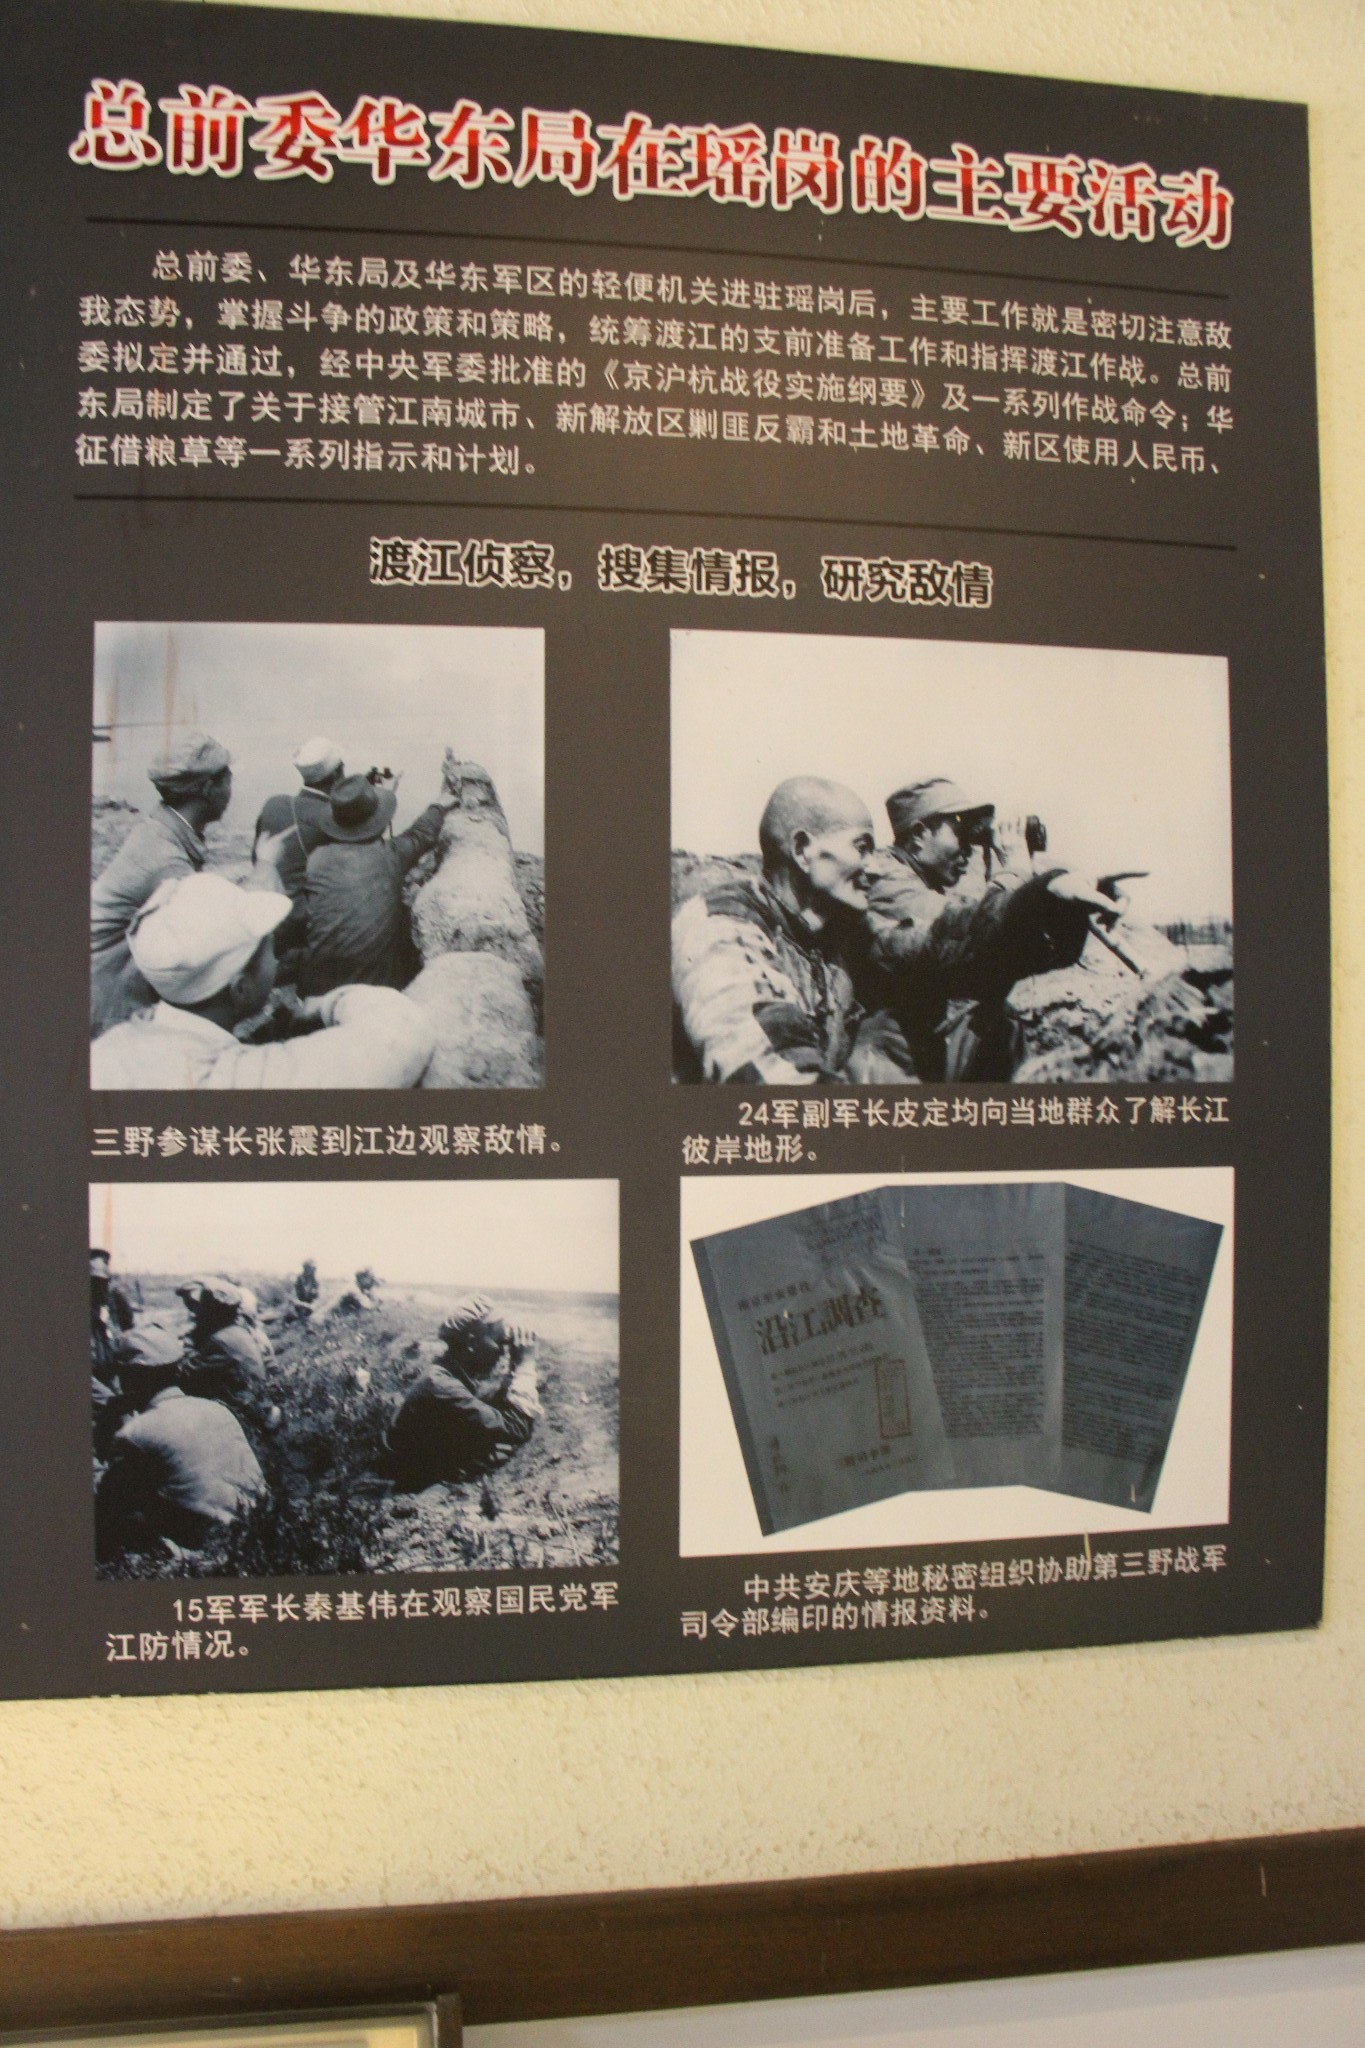 总前委华东局在瑶岗的主要活动
总前委、华东局及华东军区的轻便机关进驻瑶岗后，主要工作就是密切注意敌
我态势，掌握斗争的政策和策略，统筹渡江的支前准备工作和指挥渡江作战。总前
委拟定并通过，经中央军委批准的《京沪杭战役实施纲要》及一系列作战命令；华
东局制定了关于接管江南城市、新解放区剿匪反霸和土地革命、新区使用人民币、
征借粮草等一系列指示和计划。
渡江侦察，搜集情报，研究敌情
三野参谋长张震到江边观察敌情。
24军副军长皮定均向当地群众了解长江
彼岸地形。
沿江調查
15军军长秦基伟在观察国民党军
江防情况。
中共安庆等地秘密组织协助第三野战军
司令部编印的情报资料。